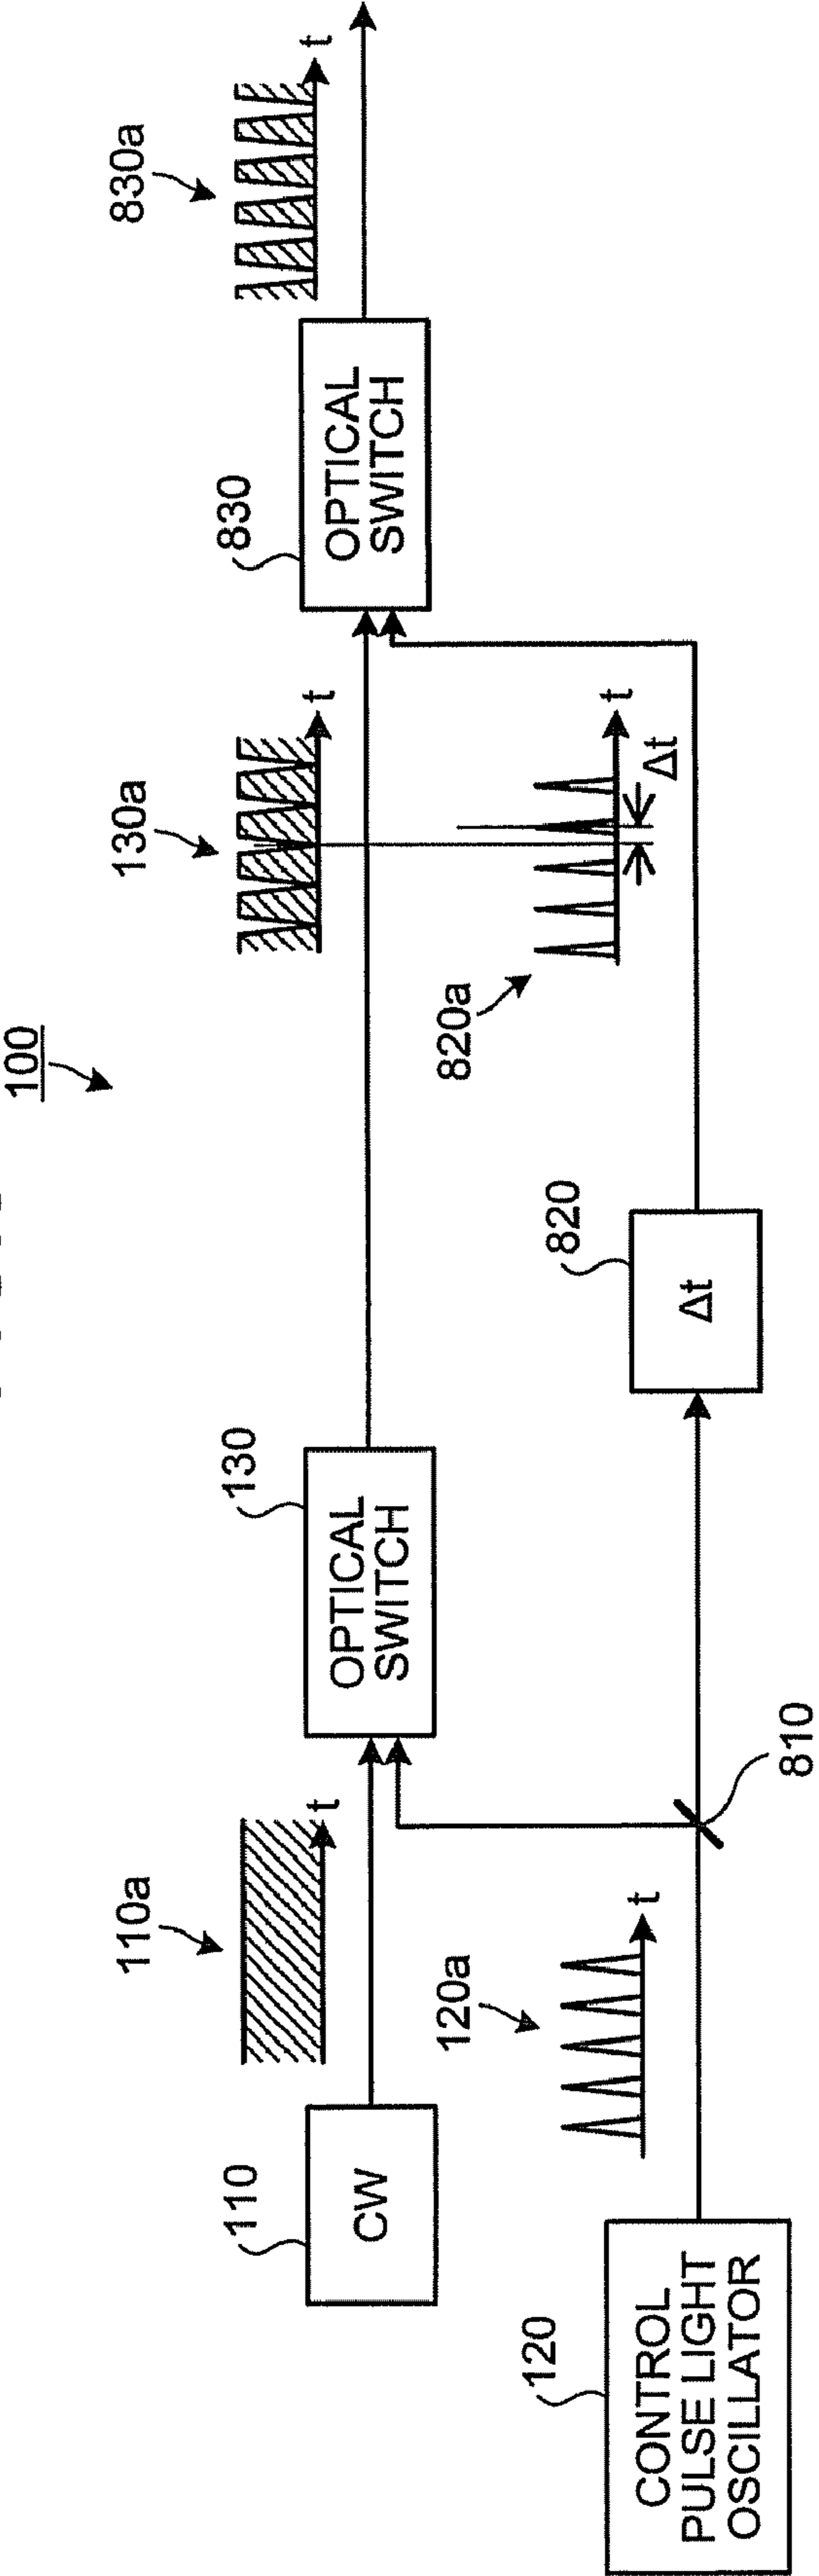 100
110
CW
110a
t
130
OPTICAL
SWITCH
130a
t
830
OPTICAL
SWITCH
830a
t
120
CONTROL
PULSE LIGHT
OSCILLATOR
120a
t
810
820
Δt
820a
t
Δt